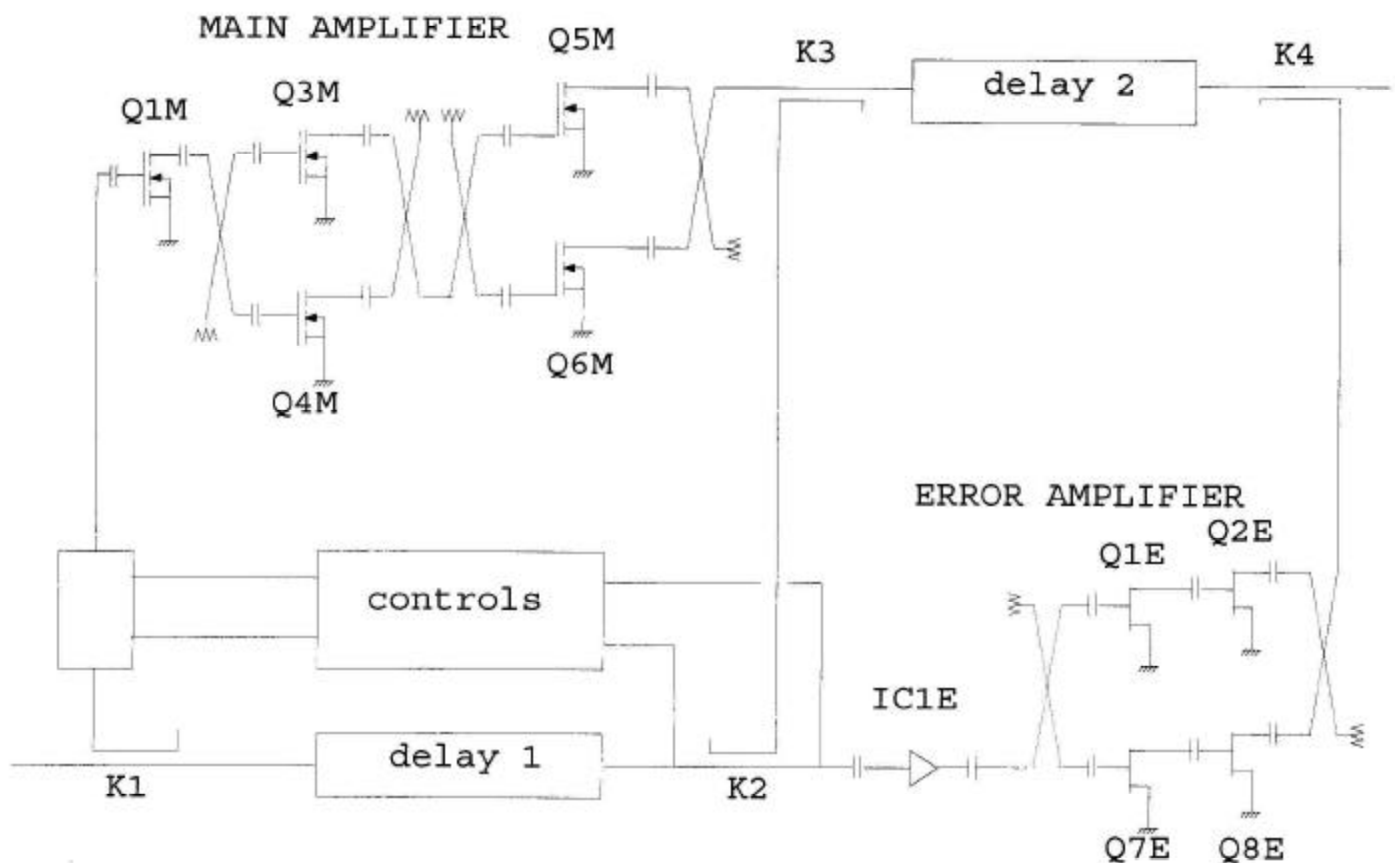 MAIN AMPLIFIER
Q5M
K3
K4
delay 2
Q3M
Q1M
Q6M
Q4M
ERROR AMPLIFIER
Q2E
Q1E
controls
IC1E
delay 1
K1
K2
Q7E
Q8E